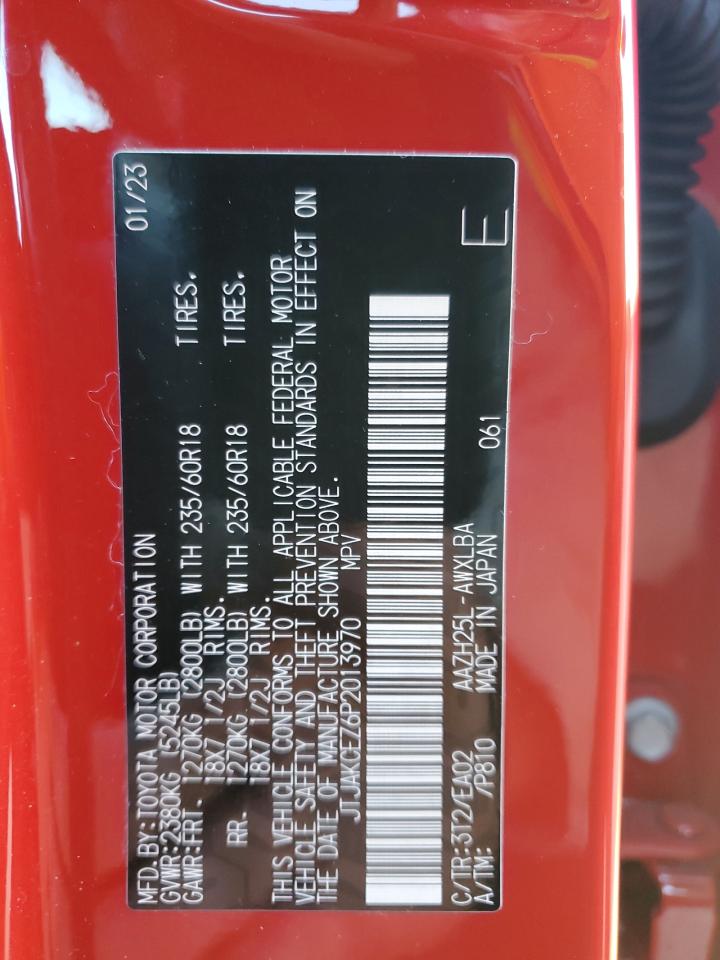 MFD. BY: TOYOTA MOTOR CORPORATION 01/23
GVWR: 2380KG (5245LB)
GAWR: FRT. 1270KG (2800LB) WITH 235/60R18 TIRES.
18X7 1/2J RIMS.
RR. 1270KG (2800LB) WITH 235/60R18 TIRES.
18X7 1/2J RIMS.
THIS VEHICLE CONFORMS TO ALL APPLICABLE FEDERAL MOTOR
VEHICLE SAFETY AND THEFT PREVENTION STANDARDS IN EFFECT ON
THE DATE OF MANUFACTURE SHOWN ABOVE.
JTJAKCEZ6P2013970 MPV
C/TR: 3T2/EA02 AAZH25L-AWXLBA 061 E
A/TM: /P810 MADE IN JAPAN